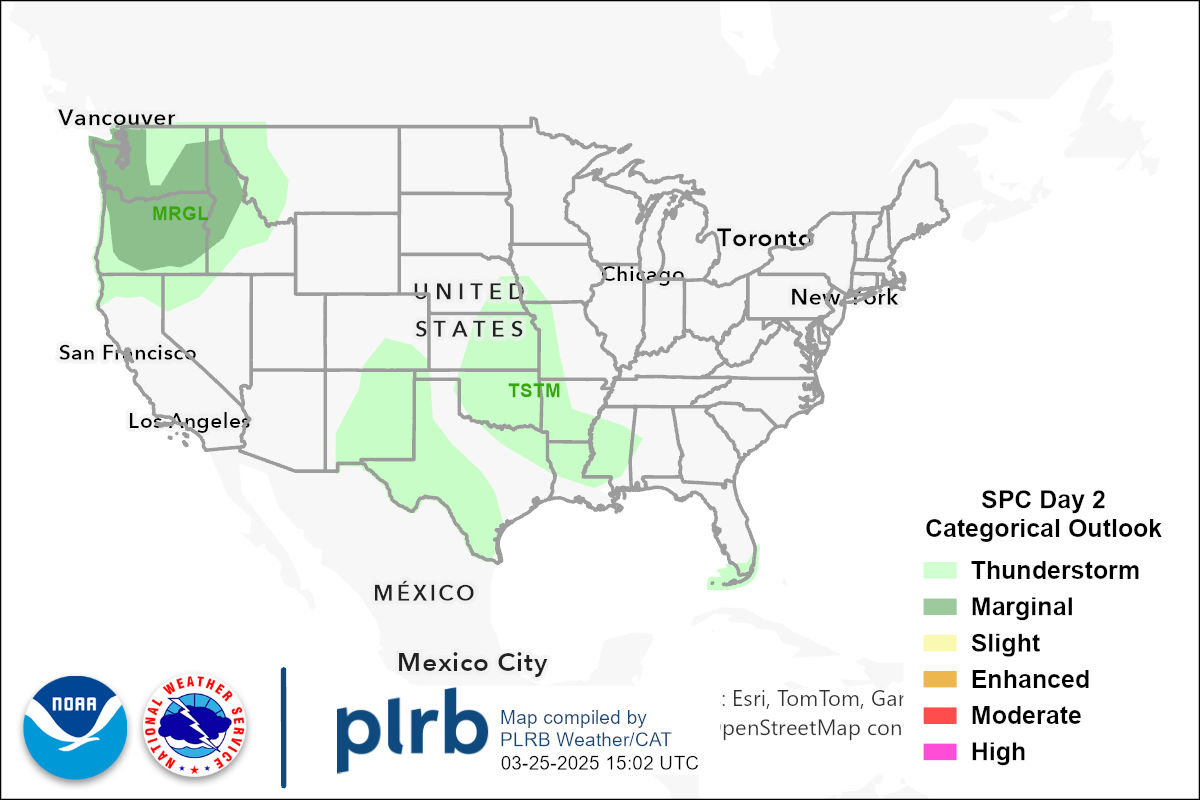 Vancouver
MRGL
Toronto
Chicago
UNITED
New York
STATES
San Francisco
TSTM
Los Angeles
SPC Day 2
Categorical Outlook
Thunderstorm
Marginal
Slight
Enhanced
Moderate
High
MÉXICO
Mexico City
NOAA
NATIONAL WEATHER SERVICE
plrb
Map compiled by
PLRB Weather/CAT
03-25-2025 15:02 UTC
: Esri, TomTom, Gar
penStreetMap con